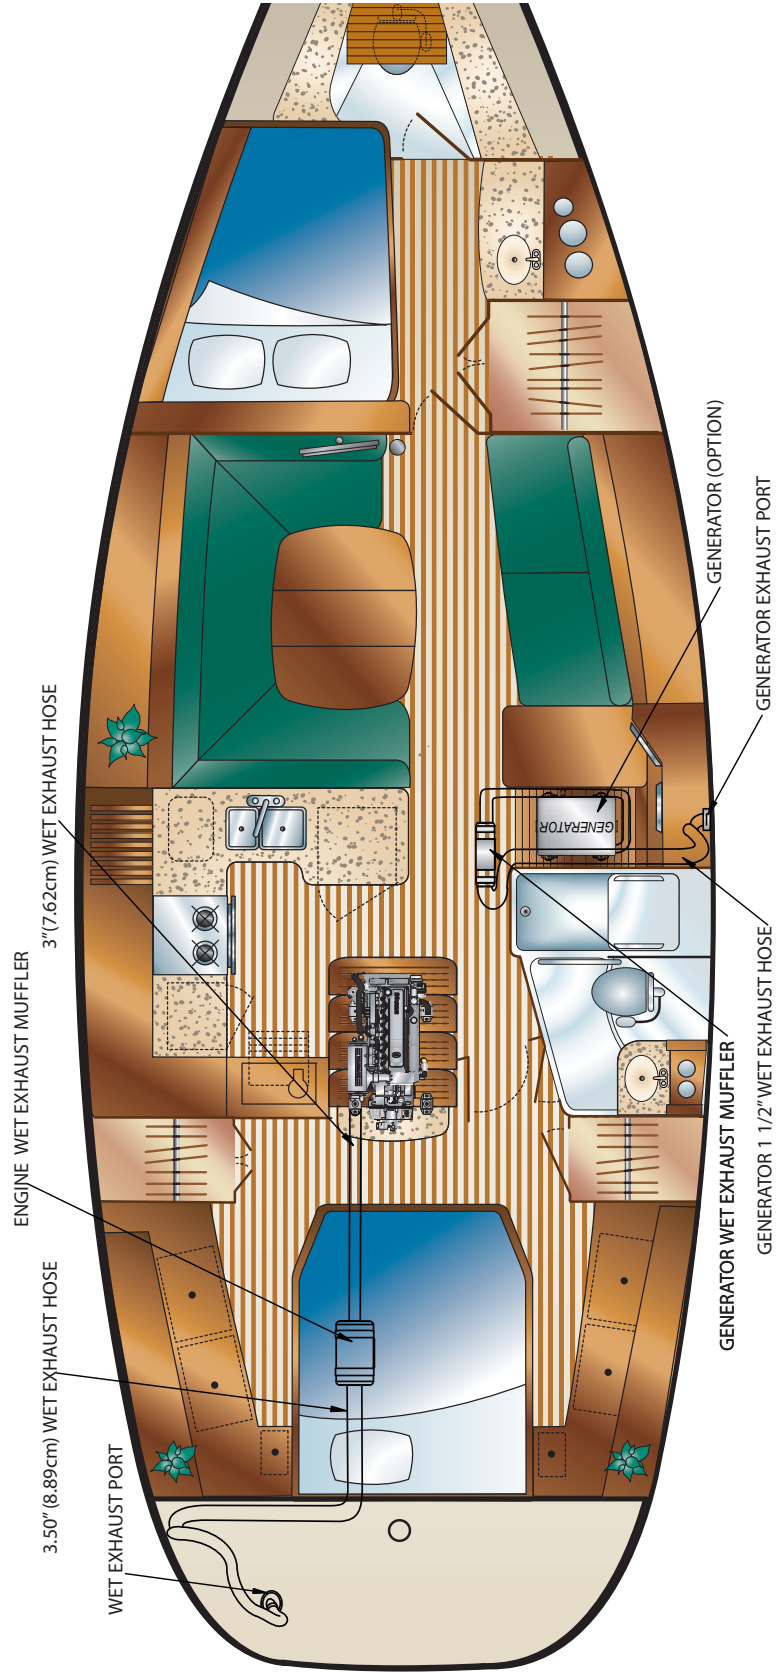 GENERATOR (OPTION)
GENERATOR EXHAUST PORT
3”(7.62cm) WET EXHAUST HOSE
GENERATOR
ENGINE  WET EXHAUST MUFFLER
GENERATOR WET EXHAUST MUFFLER
GENERATOR 1 1/2” WET EXHAUST HOSE
3.50” (8.89cm) WET EXHAUST HOSE
WET EXHAUST PORT